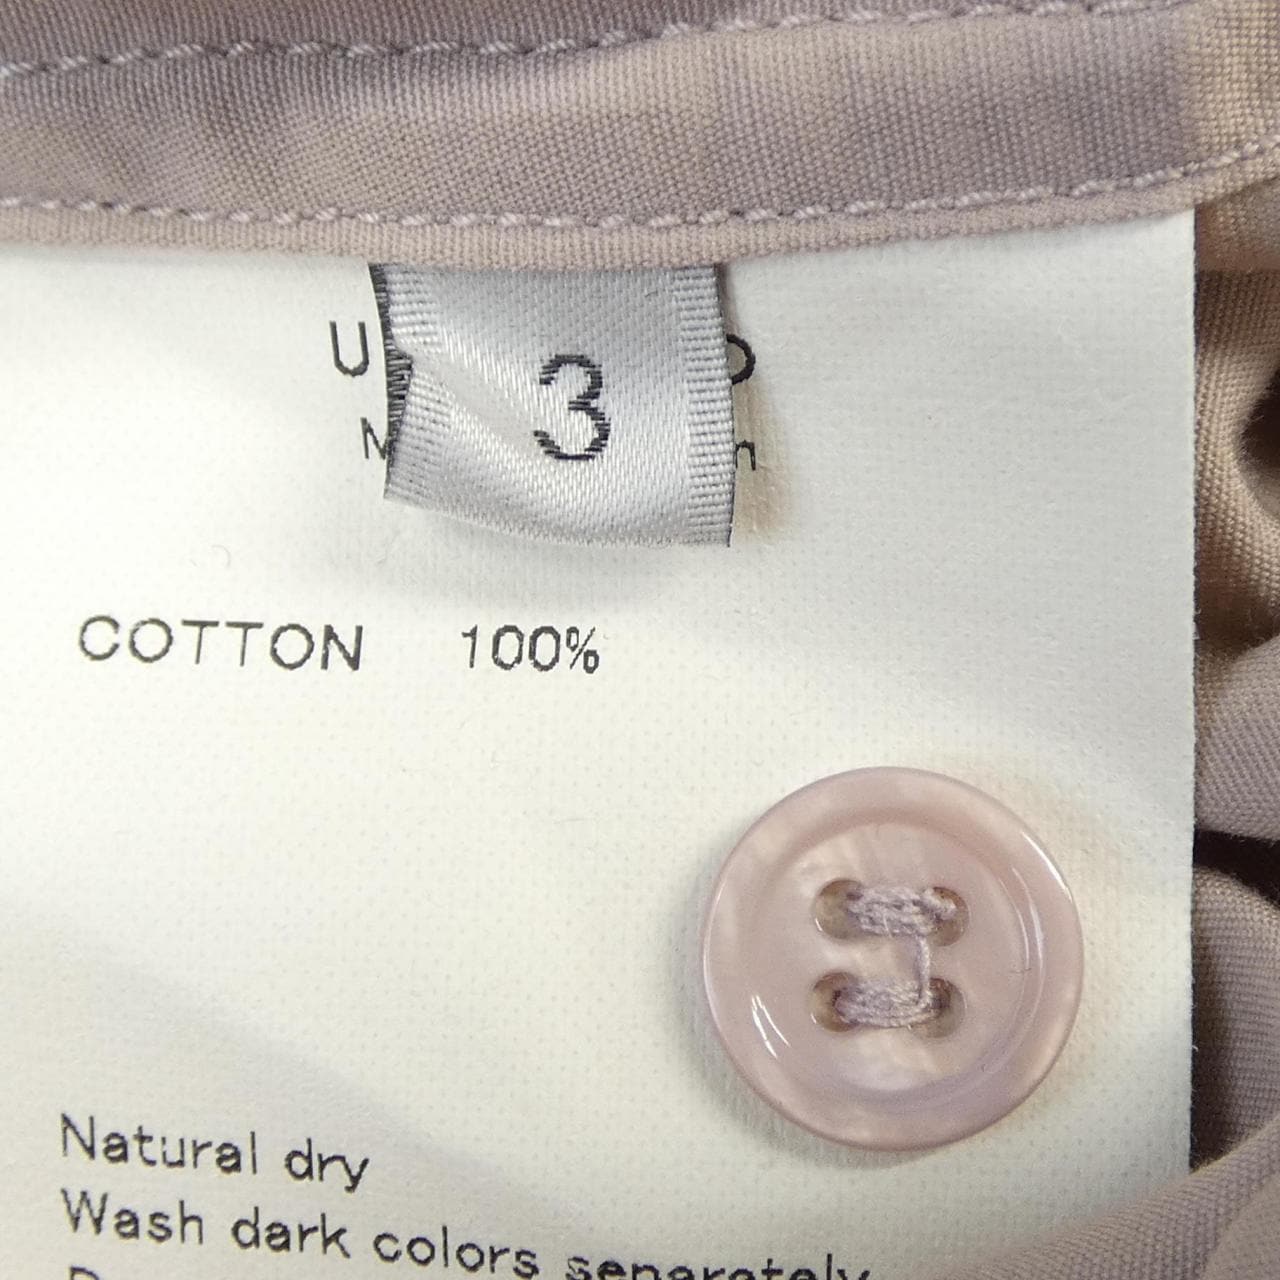 3
COTTON 100%
Natural dry
Wash dark colors separately